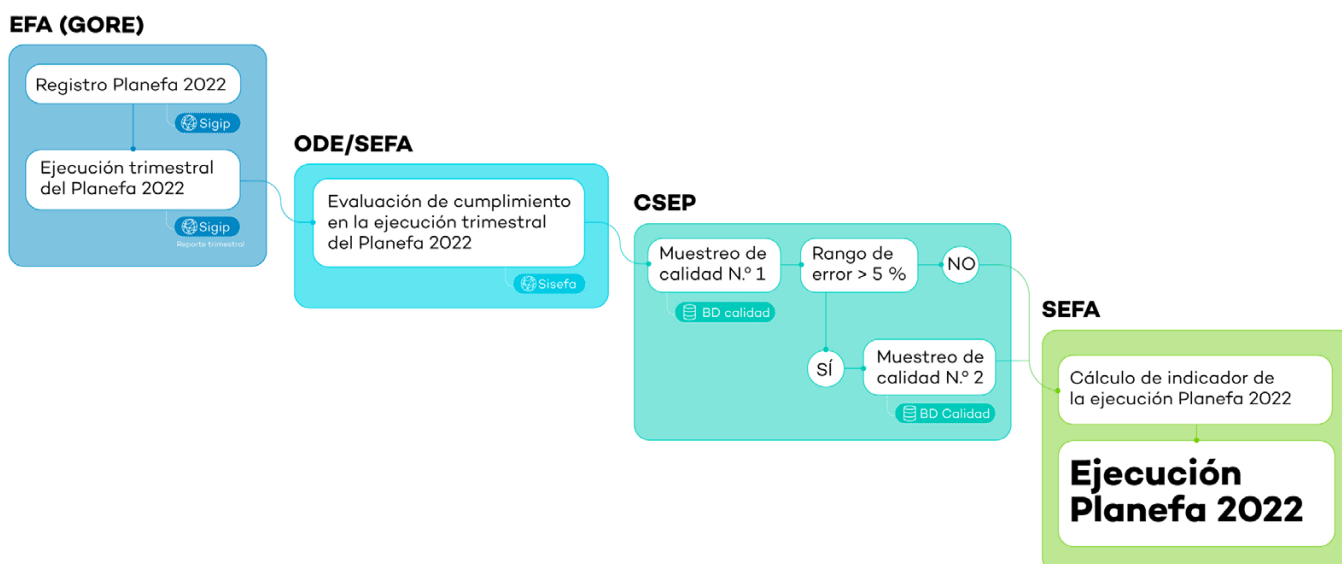 EFA (GORE)
Registro Planefa 2022
Sigip
Ejecución trimestral
del Planefa 2022
Sigip
Reporte trimestral
ODE/SEFA
Evaluación de cumplimiento
en la ejecución trimestral
del Planefa 2022
Sisefa
CSEP
Muestreo de
calidad N.º 1
BD calidad
Rango de
error > 5 %
NO
SÍ
Muestreo de
calidad N.º 2
BD Calidad
SEFA
Cálculo de indicador de
la ejecución Planefa 2022
Ejecución
Planefa 2022